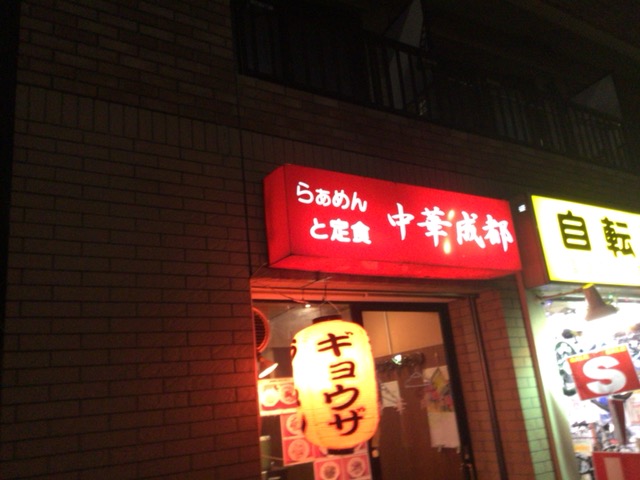 らぁめん
と定食
中華成都
自転
ギョウザ
S